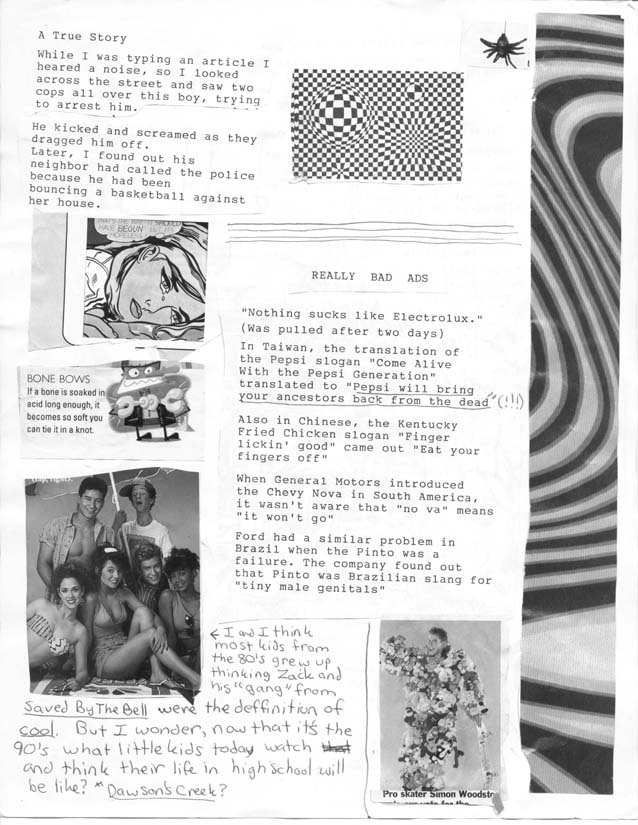 A True Story
While I was typing an article I
heared a noise, so I looked
across the street and saw two
cops all over this boy, trying
to arrest him.
He kicked and screamed as they
dragged him off.
Later, I found out his
neighbor had called the police
because he had been
bouncing a basketball against
her house.
THAT'S THE WAY IT SHOULD
HAVE BEGUN! BUT IT'S
HOPELESS!
BONE BOWS
If a bone is soaked in
acid long enough, it
becomes so soft you
can tie it in a knot.
REALLY BAD ADS
"Nothing sucks like Electrolux."
(Was pulled after two days)
In Taiwan, the translation of
the Pepsi slogan "Come Alive
With the Pepsi Generation"
translated to "Pepsi will bring
your ancestors back from the dead" (!!!)
Also in Chinese, the Kentucky
Fried Chicken slogan "Finger
lickin' good" came out "Eat your
fingers off"
When General Motors introduced
the Chevy Nova in South America,
it wasn't aware that "no va" means
"it won't go"
Ford had a similar problem in
Brazil when the Pinto was a
failure. The company found out
that Pinto was Brazilian slang for
"tiny male genitals"
← I and I think
most kids from
the 80's grew up
thinking Zack and
his "gang" from
Saved By The Bell were the deffinition of
cool. But I wonder, now that it's the
90's what little kids today watch
and think their life in high school will
be like? *Dawson's Creek?
Pro skater Simon Woodsto